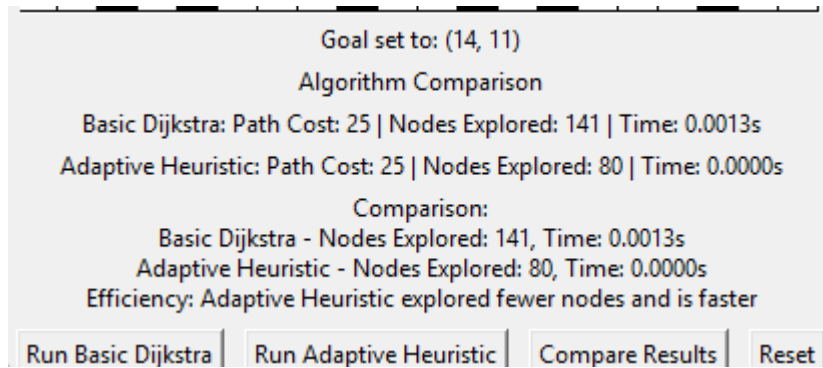 Goal set to: (14, 11)
Algorithm Comparison
Basic Dijkstra: Path Cost: 25 | Nodes Explored: 141 | Time: 0.0013s
Adaptive Heuristic: Path Cost: 25 | Nodes Explored: 80 | Time: 0.0000s
Comparison:
Basic Dijkstra - Nodes Explored: 141, Time: 0.0013s
Adaptive Heuristic - Nodes Explored: 80, Time: 0.0000s
Efficiency: Adaptive Heuristic explored fewer nodes and is faster
Run Basic Dijkstra Run Adaptive Heuristic Compare Results Reset